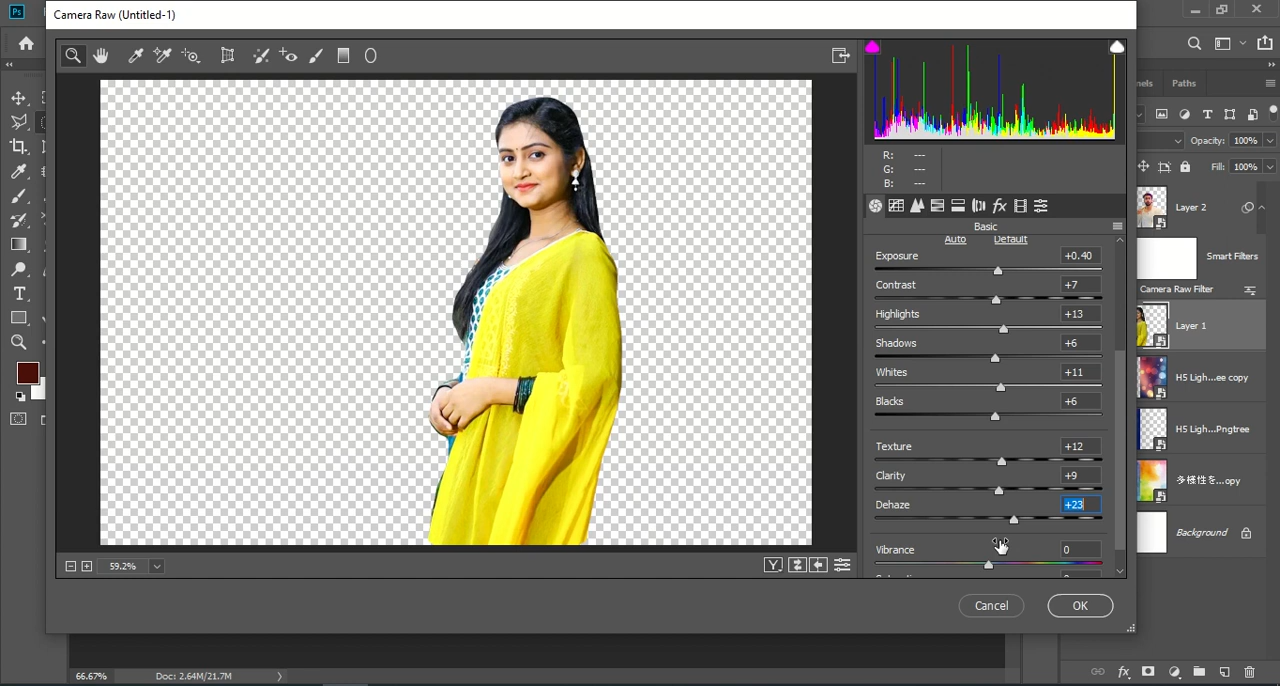 Ps
Camera Raw (Untitled-1)
Paths
Opacity: 100%
Fill: 100%
R: ---
G: ---
B: ---
Basic
Auto Default
Exposure +0.40
Contrast +7
Highlights +13
Shadows +6
Whites +11
Blacks +6
Texture +12
Clarity +9
Dehaze +23
Vibrance 0
Layer 2
Smart Filters
Camera Raw Filter
Layer 1
H5 Ligh...ee copy
H5 Ligh...Pngtree
多様性を...opy
Background
fx
T
Y
59.2%
Cancel OK
66.67% Doc: 2.64M/21.7M
fx